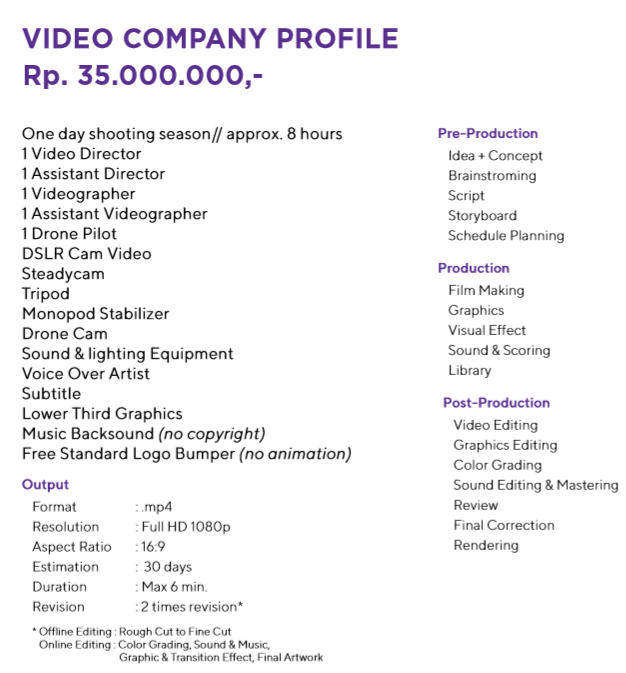 VIDEO COMPANY PROFILE
Rp. 35.000.000,-
One day shooting season// approx. 8 hours
1 Video Director
1 Assistant Director
1 Videographer
1 Assistant Videographer
1 Drone Pilot
DSLR Cam Video
Steadycam
Tripod
Monopod Stabilizer
Drone Cam
Sound & lighting Equipment
Voice Over Artist
Subtitle
Lower Third Graphics
Music Backsound (no copyright)
Free Standard Logo Bumper (no animation)
Output
Format : .mp4
Resolution : Full HD 1080p
Aspect Ratio : 16:9
Estimation : 30 days
Duration : Max 6 min.
Revision : 2 times revision*
* Offline Editing : Rough Cut to Fine Cut
Online Editing : Color Grading, Sound & Music,
Graphic & Transition Effect, Final Artwork
Pre-Production
Idea + Concept
Brainstroming
Script
Storyboard
Schedule Planning
Production
Film Making
Graphics
Visual Effect
Sound & Scoring
Library
Post-Production
Video Editing
Graphics Editing
Color Grading
Sound Editing & Mastering
Review
Final Correction
Rendering